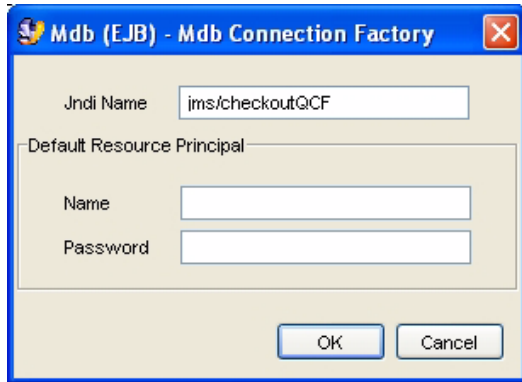 Mdb (EJB) - Mdb Connection Factory
Jndi Name jms/checkoutQCF
Default Resource Principal
Name
Password
OK Cancel